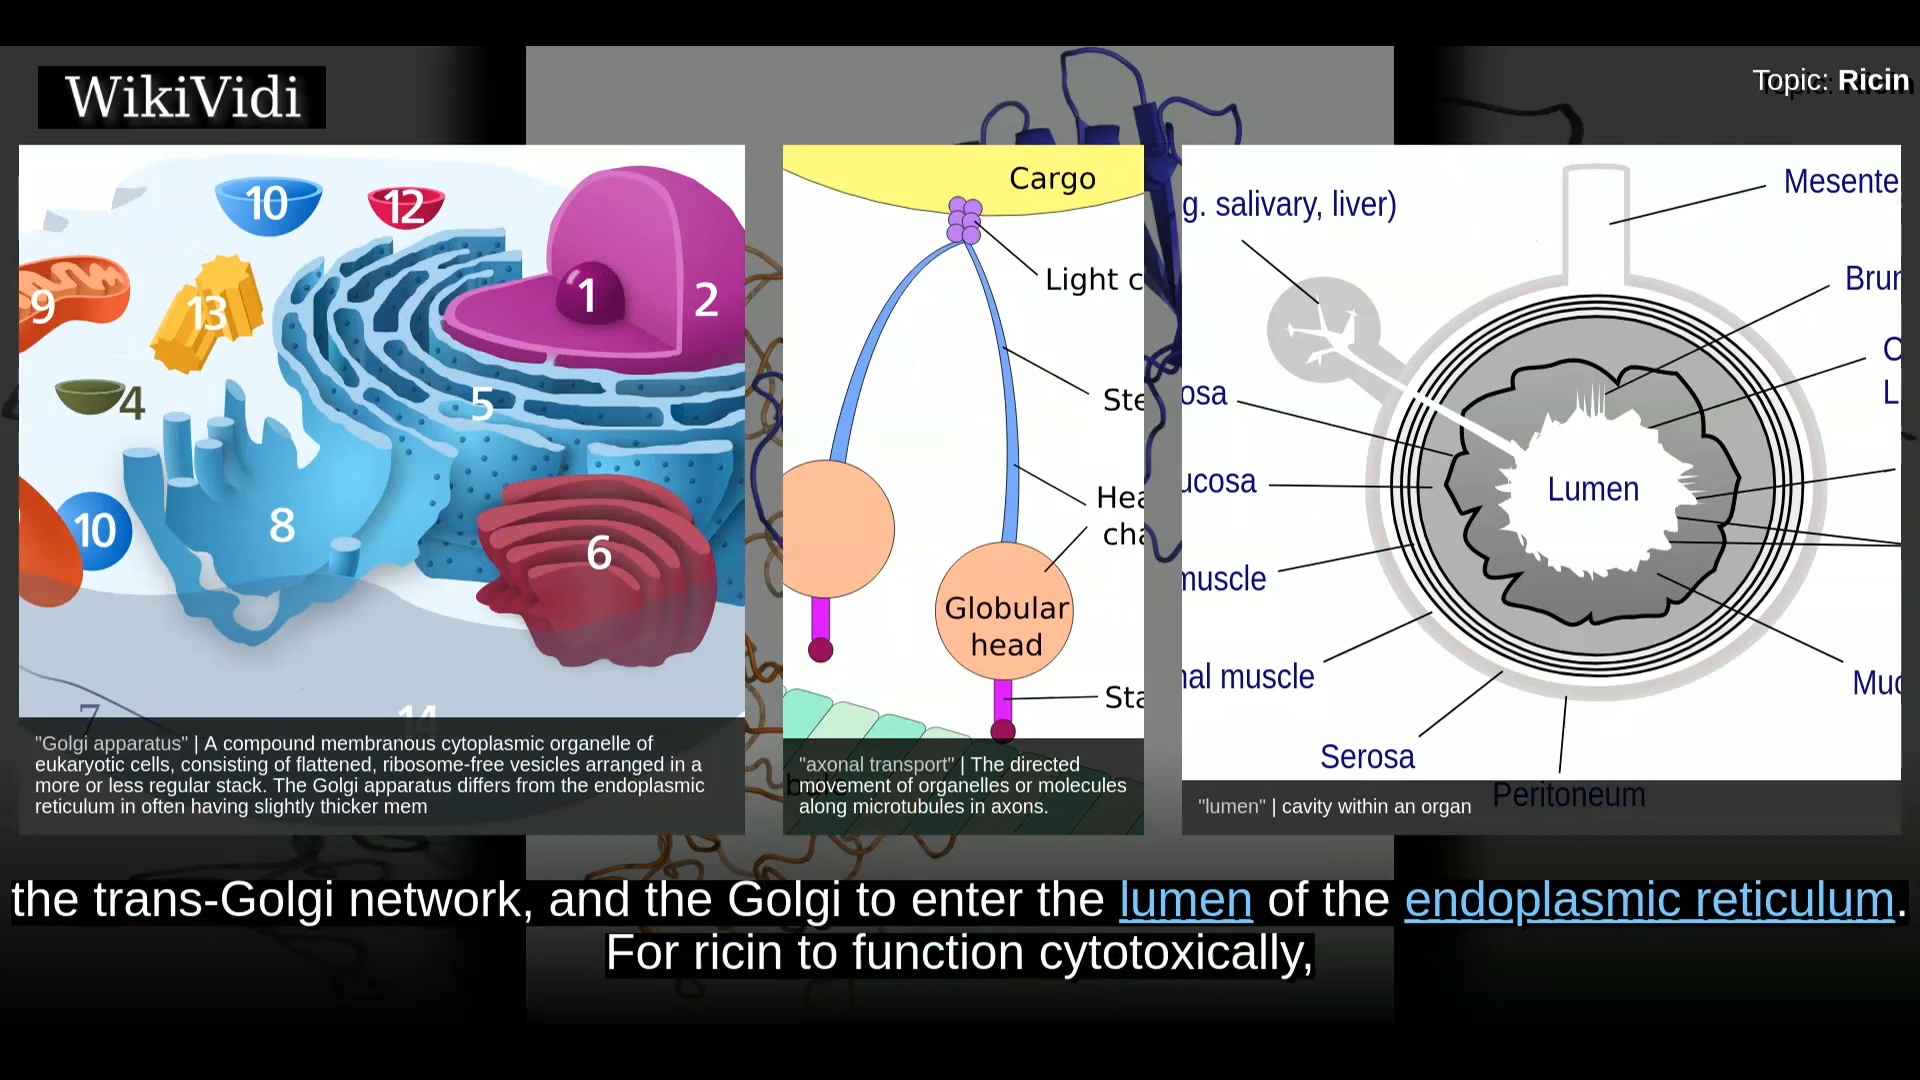 WikiVidi
Topic: Ricin
10
12
1
2
9
13
4
5
10
8
6
7
14
"Golgi apparatus" | A compound membranous cytoplasmic organelle of
eukaryotic cells, consisting of flattened, ribosome-free vesicles arranged in a
more or less regular stack. The Golgi apparatus differs from the endoplasmic
reticulum in often having slightly thicker mem
Cargo
Light c
Ste
Hea
cha
Globular
head
Sta
"axonal transport" | The directed
movement of organelles or molecules
along microtubules in axons.
g. salivary, liver)
Mesente
Brun
osa
ucosa
Lumen
muscle
nal muscle
Muc
Serosa
Peritoneum
"lumen" | cavity within an organ
the trans-Golgi network, and the Golgi to enter the lumen of the endoplasmic reticulum.
For ricin to function cytotoxically,